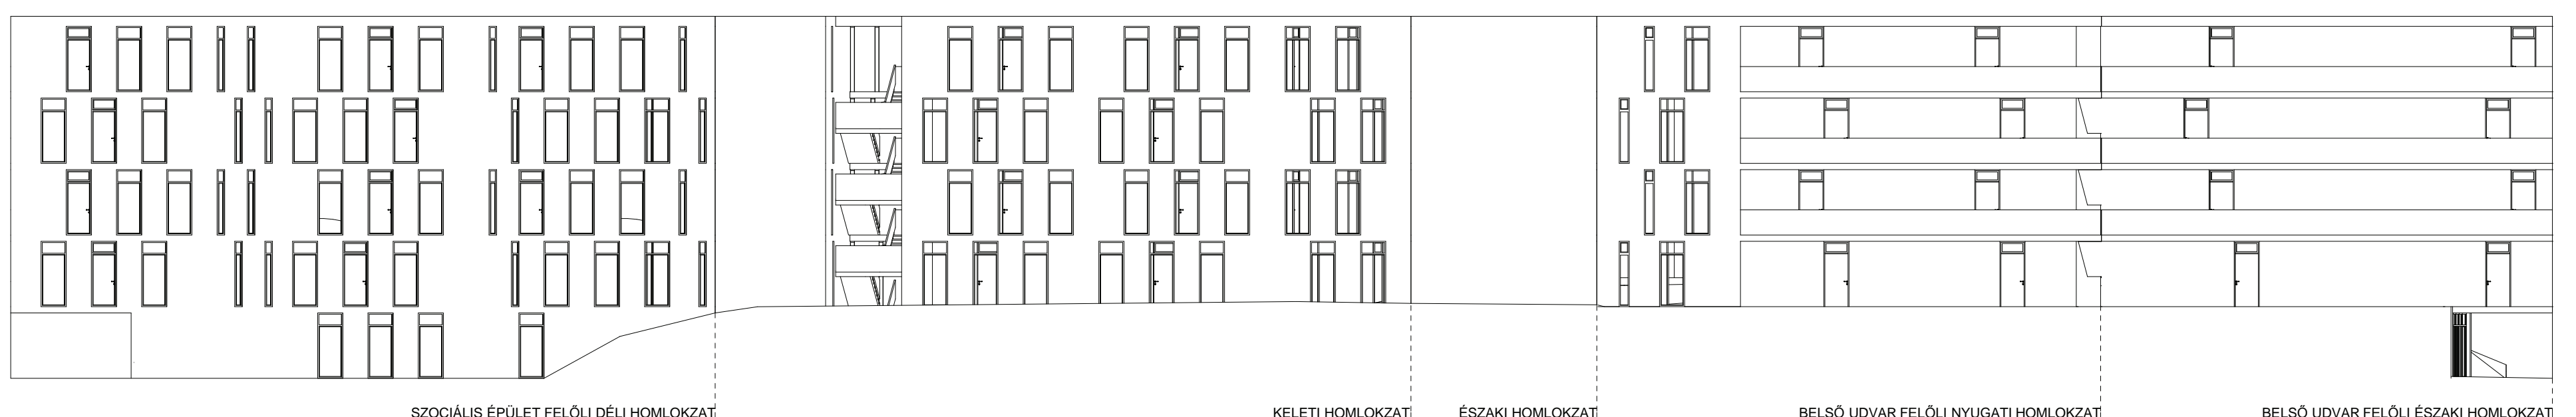 SZOCIÁLIS ÉPÜLET FELŐLI DÉLI HOMLOKZAT
KELETI HOMLOKZAT
ÉSZAKI HOMLOKZAT
BELSŐ UDVAR FELŐLI NYUGATI HOMLOKZAT
BELSŐ UDVAR FELŐLI ÉSZAKI HOMLOKZAT